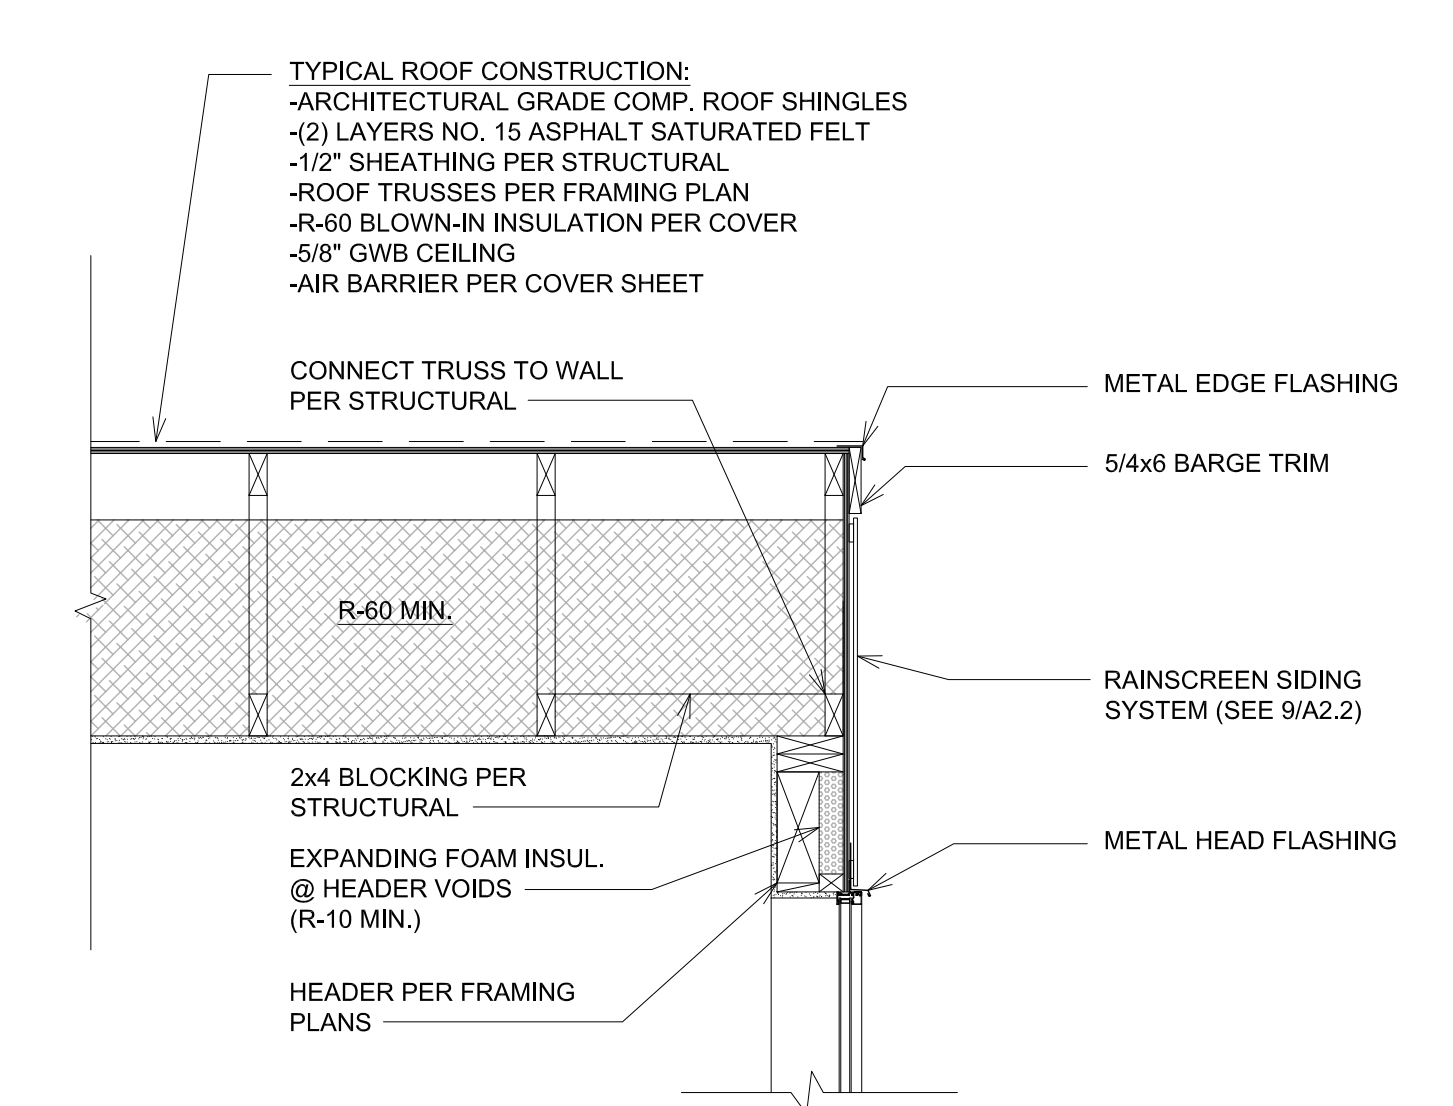 TYPICAL ROOF CONSTRUCTION:
-ARCHITECTURAL GRADE COMP. ROOF SHINGLES
-(2) LAYERS NO. 15 ASPHALT SATURATED FELT
-1/2" SHEATHING PER STRUCTURAL
-ROOF TRUSSES PER FRAMING PLAN
-R-60 BLOWN-IN INSULATION PER COVER
-5/8" GWB CEILING
-AIR BARRIER PER COVER SHEET
CONNECT TRUSS TO WALL
PER STRUCTURAL
METAL EDGE FLASHING
5/4x6 BARGE TRIM
R-60 MIN.
RAINSCREEN SIDING
SYSTEM (SEE 9/A2.2)
2x4 BLOCKING PER
STRUCTURAL
METAL HEAD FLASHING
EXPANDING FOAM INSUL.
@ HEADER VOIDS
(R-10 MIN.)
HEADER PER FRAMING
PLANS